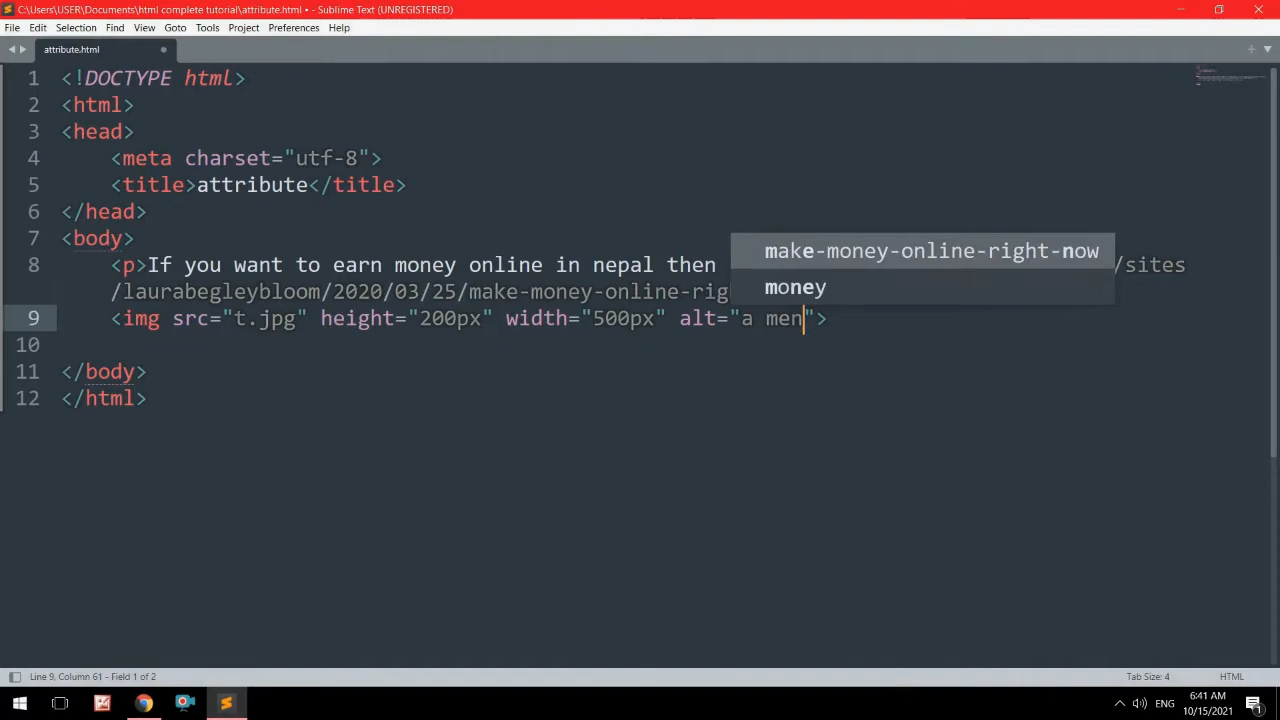 C:\Users\USER\Documents\html complete tutorial\attribute.html • - Sublime Text (UNREGISTERED)
File Edit Selection Find View Goto Tools Project Preferences Help
attribute.html
1 <!DOCTYPE html>
2 <html>
3 <head>
4 <meta charset="utf-8">
5 <title>attribute</title>
6 </head>
7 <body>
make-money-online-right-now
8 <p>If you want to earn money online in nepal then /sites
money
/laurabegleybloom/2020/03/25/make-money-online-rig
9 <img src="t.jpg" height="200px" width="500px" alt="a men">
10
11 </body>
12 </html>
Line 9, Column 61 - Field 1 of 2 Tab Size: 4 HTML
ENG 6:41 AM
10/15/2021 1